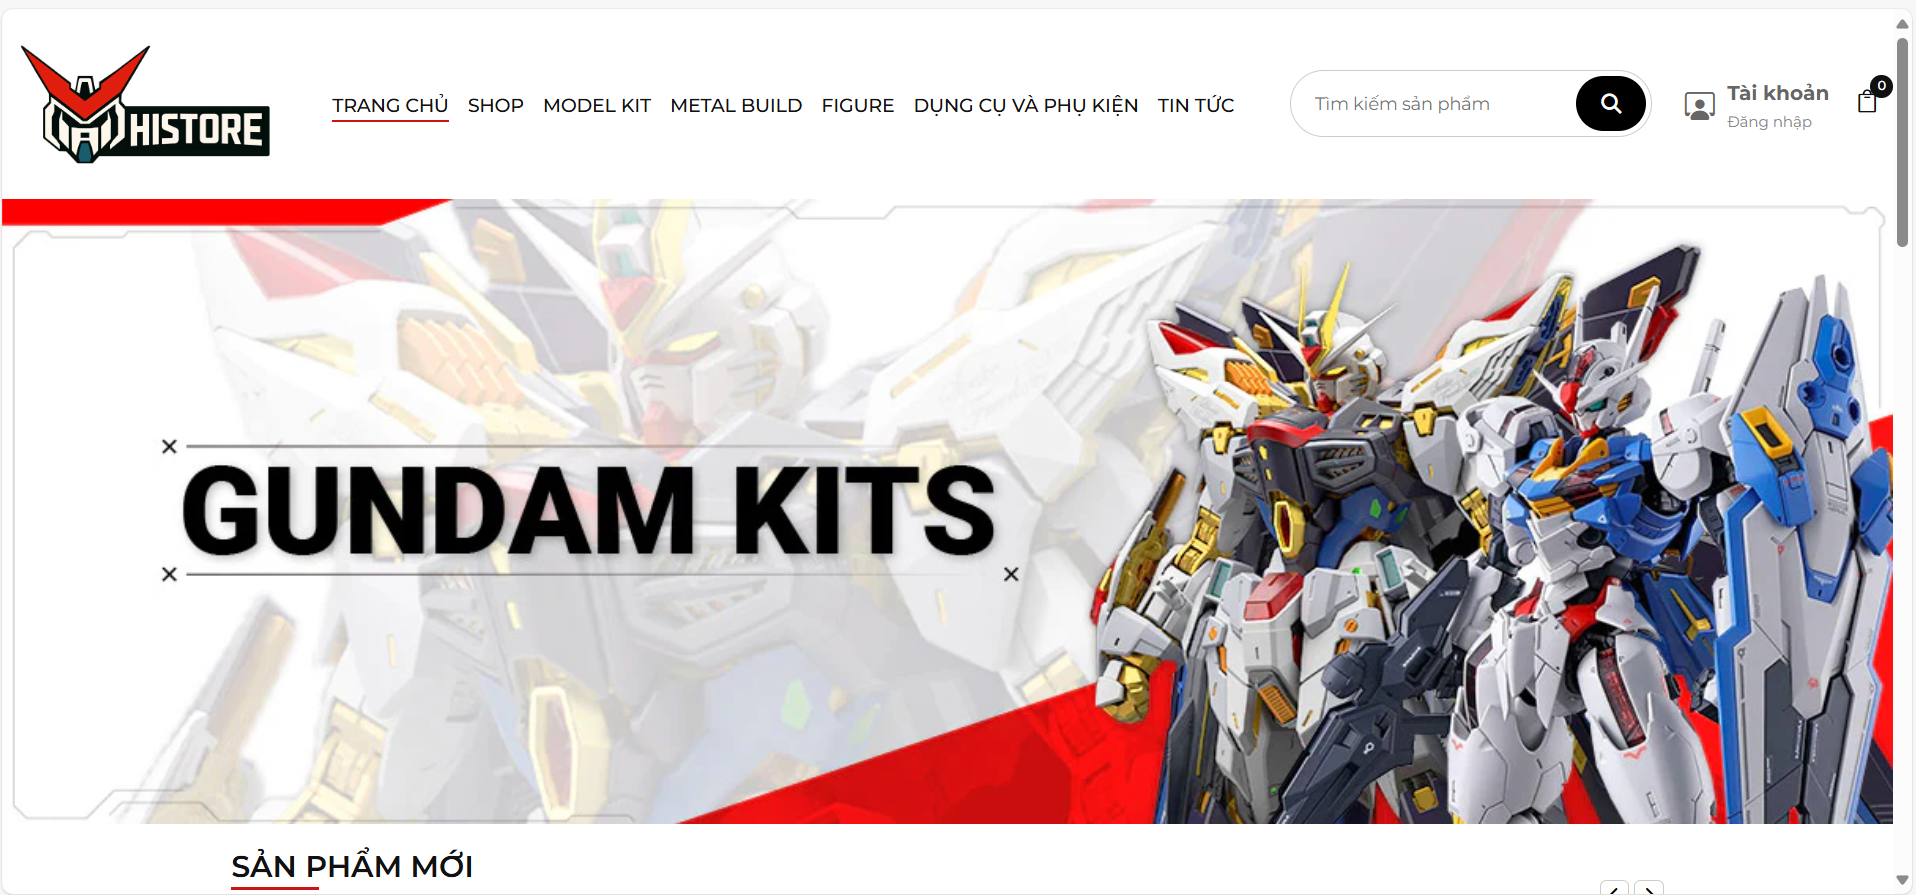 HISTORE
TRANG CHỦ SHOP MODEL KIT METAL BUILD FIGURE DỤNG CỤ VÀ PHỤ KIỆN TIN TỨC
Tìm kiếm sản phẩm
Tài khoản
Đăng nhập
0
GUNDAM KITS
SẢN PHẨM MỚI